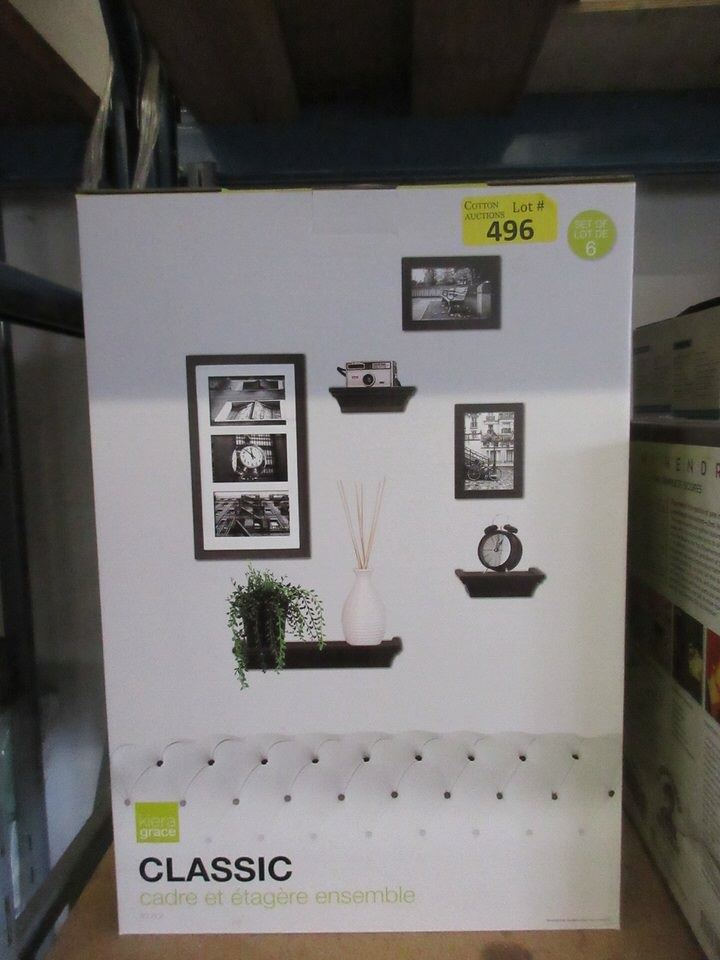 COTTON
AUCTIONS
Lot #
496
SET OF
LOT DE
6
kiera
grace
CLASSIC
cadre et étagère ensemble